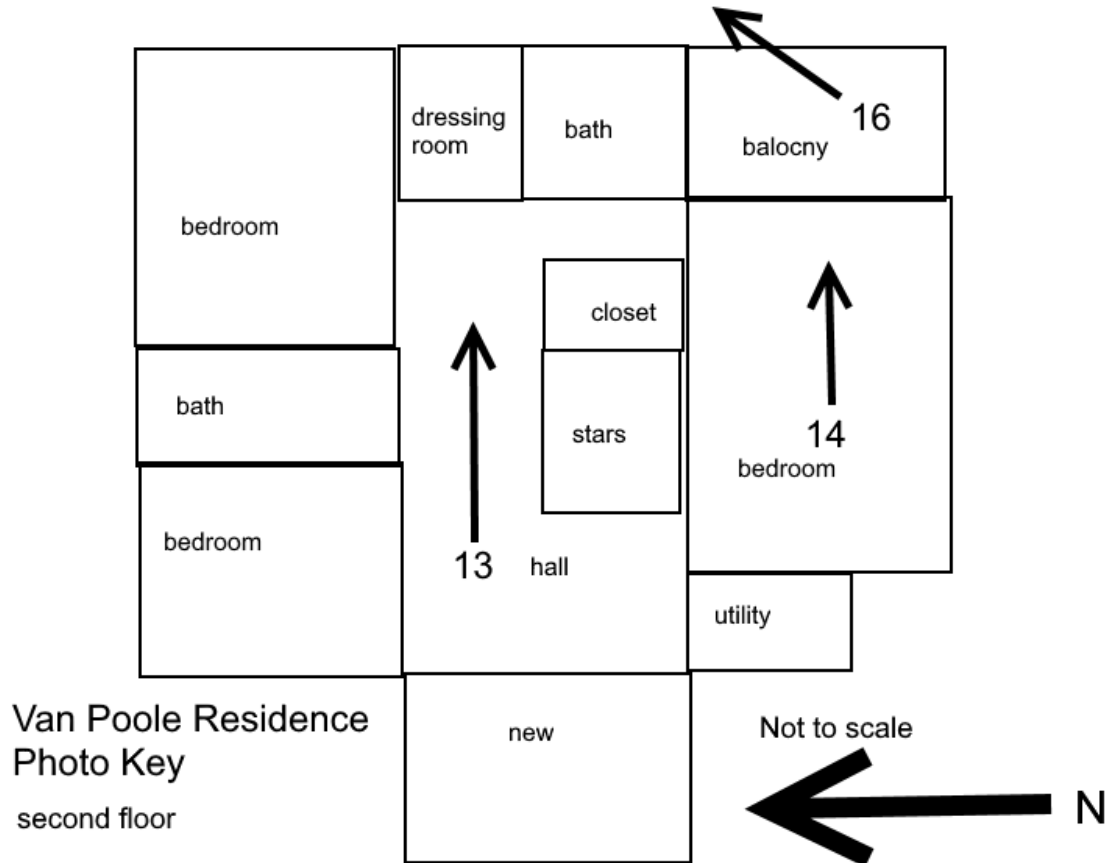 dressing
room
bath
16
balocny
bedroom
closet
bath
stars
14
bedroom
bedroom
13
hall
utility
Van Poole Residence
Photo Key
second floor
new
Not to scale
N